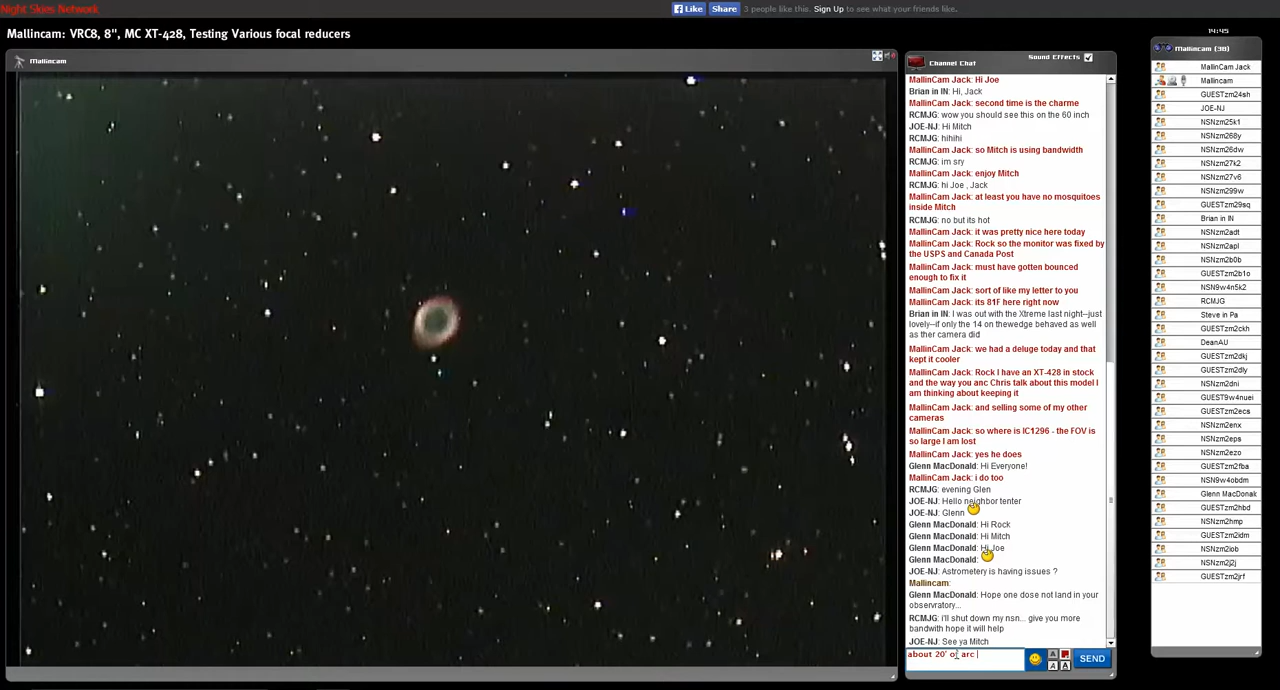 Night Skies Network
Like
Share
3 people like this. Sign Up to see what your friends like.
Mallincam: VRC8, 8", MC XT-428, Testing Various focal reducers
Mallincam
Channel Chat
Sound Effects
MallinCam Jack: Hi Joe
Brian in IN: Hi, Jack
MallinCam Jack: second time is the charme
RCMJG: wow you should see this on the 60 inch
JOE-NJ: Hi Mitch
RCMJG: hihihi
MallinCam Jack: so Mitch is using bandwidth
RCMJG: im sry
MallinCam Jack: enjoy Mitch
RCMJG: hi Joe , Jack
MallinCam Jack: at least you have no mosquitoes
inside Mitch
RCMJG: no but its hot
MallinCam Jack: it was pretty nice here today
MallinCam Jack: Rock so the monitor was fixed by
the USPS and Canada Post
MallinCam Jack: must have gotten bounced
enough to fix it
MallinCam Jack: sort of like my letter to you
MallinCam Jack: its 81F here right now
Brian in IN: I was out with the Xtreme last night--just
lovely--if only the 14 on thewedge behaved as well
as ther camera did
MallinCam Jack: we had a deluge today and that
kept it cooler
MallinCam Jack: Rock I have an XT-428 in stock
and the way you anc Chris talk about this model I
am thinking about keeping it
MallinCam Jack: and selling some of my other
cameras
MallinCam Jack: so where is IC1296 - the FOV is
so large I am lost
MallinCam Jack: yes he does
Glenn MacDonald: Hi Everyone!
MallinCam Jack: i do too
RCMJG: evening Glen
JOE-NJ: Hello neighbor tenter
JOE-NJ: Glenn
Glenn MacDonald: Hi Rock
Glenn MacDonald: Hi Mitch
Glenn MacDonald: Hi Joe
Glenn MacDonald:
JOE-NJ: Astrometery is having issues ?
Mallincam:
Glenn MacDonald: Hope one dose not land in your
observratory...
RCMJG: i'll shut down my nsn... give you more
bandwith hope it will help
JOE-NJ: See ya Mitch
about 20' of arc
A
A
A
SEND
14:45
Mallincam (38)
MallinCam Jack
Mallincam
GUESTzm24sh
JOE-NJ
NSNzm25k1
NSNzm268y
NSNzm26dw
NSNzm27k2
NSNzm27v6
NSNzm299w
GUESTzm29sq
Brian in IN
NSNzm2adt
NSNzm2apl
NSNzm2b0b
GUESTzm2b1o
NSN9w4n5k2
RCMJG
Steve in Pa
GUESTzm2ckh
DeanAU
GUESTzm2dkj
GUESTzm2dly
NSNzm2dni
GUEST9w4nuei
GUESTzm2ecs
NSNzm2enx
NSNzm2eps
NSNzm2ezo
GUESTzm2fba
NSN9w4obdm
Glenn MacDonak
GUESTzm2hbd
NSNzm2hmp
GUESTzm2idm
NSNzm2iob
NSNzm2j2j
GUESTzm2jrf